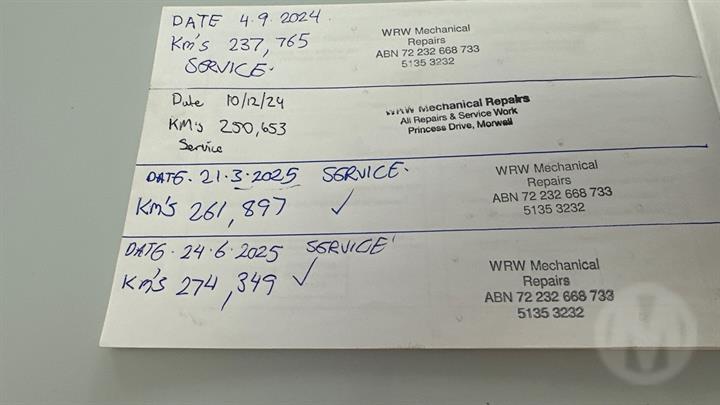 DATE 4.9.2024
Km's 237,765
SERVICE.
WRW Mechanical
Repairs
ABN 72 232 668 733
5135 3232
Date 10/12/24
KM's 250,653
Service
WRW Mechanical Repairs
All Repairs & Service Work
Princess Drive, Morwell
DATE. 21.3.2025 SERVICE.
Km's 261,897 ✓
WRW Mechanical
Repairs
ABN 72 232 668 733
5135 3232
DATE. 24.6.2025 SERVICE
Km's 274,349 ✓
WRW Mechanical
Repairs
ABN 72 232 668 733
5135 3232
M